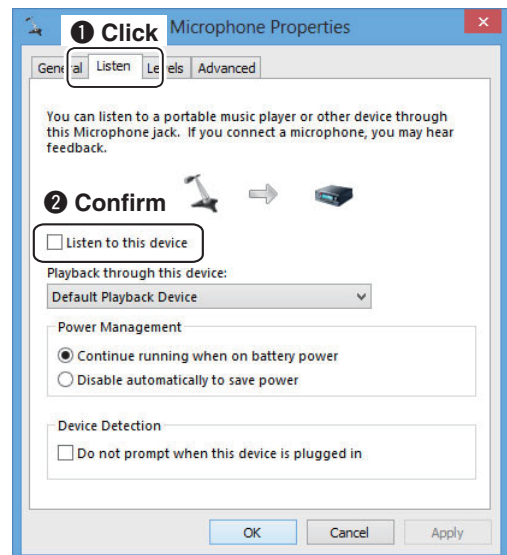 ❶ Click
Microphone Properties
General Listen Levels Advanced
You can listen to a portable music player or other device through
this Microphone jack. If you connect a microphone, you may hear
feedback.
❷ Confirm
Listen to this device
Playback through this device:
Default Playback Device
Power Management
Continue running when on battery power
Disable automatically to save power
Device Detection
Do not prompt when this device is plugged in
OK Cancel Apply